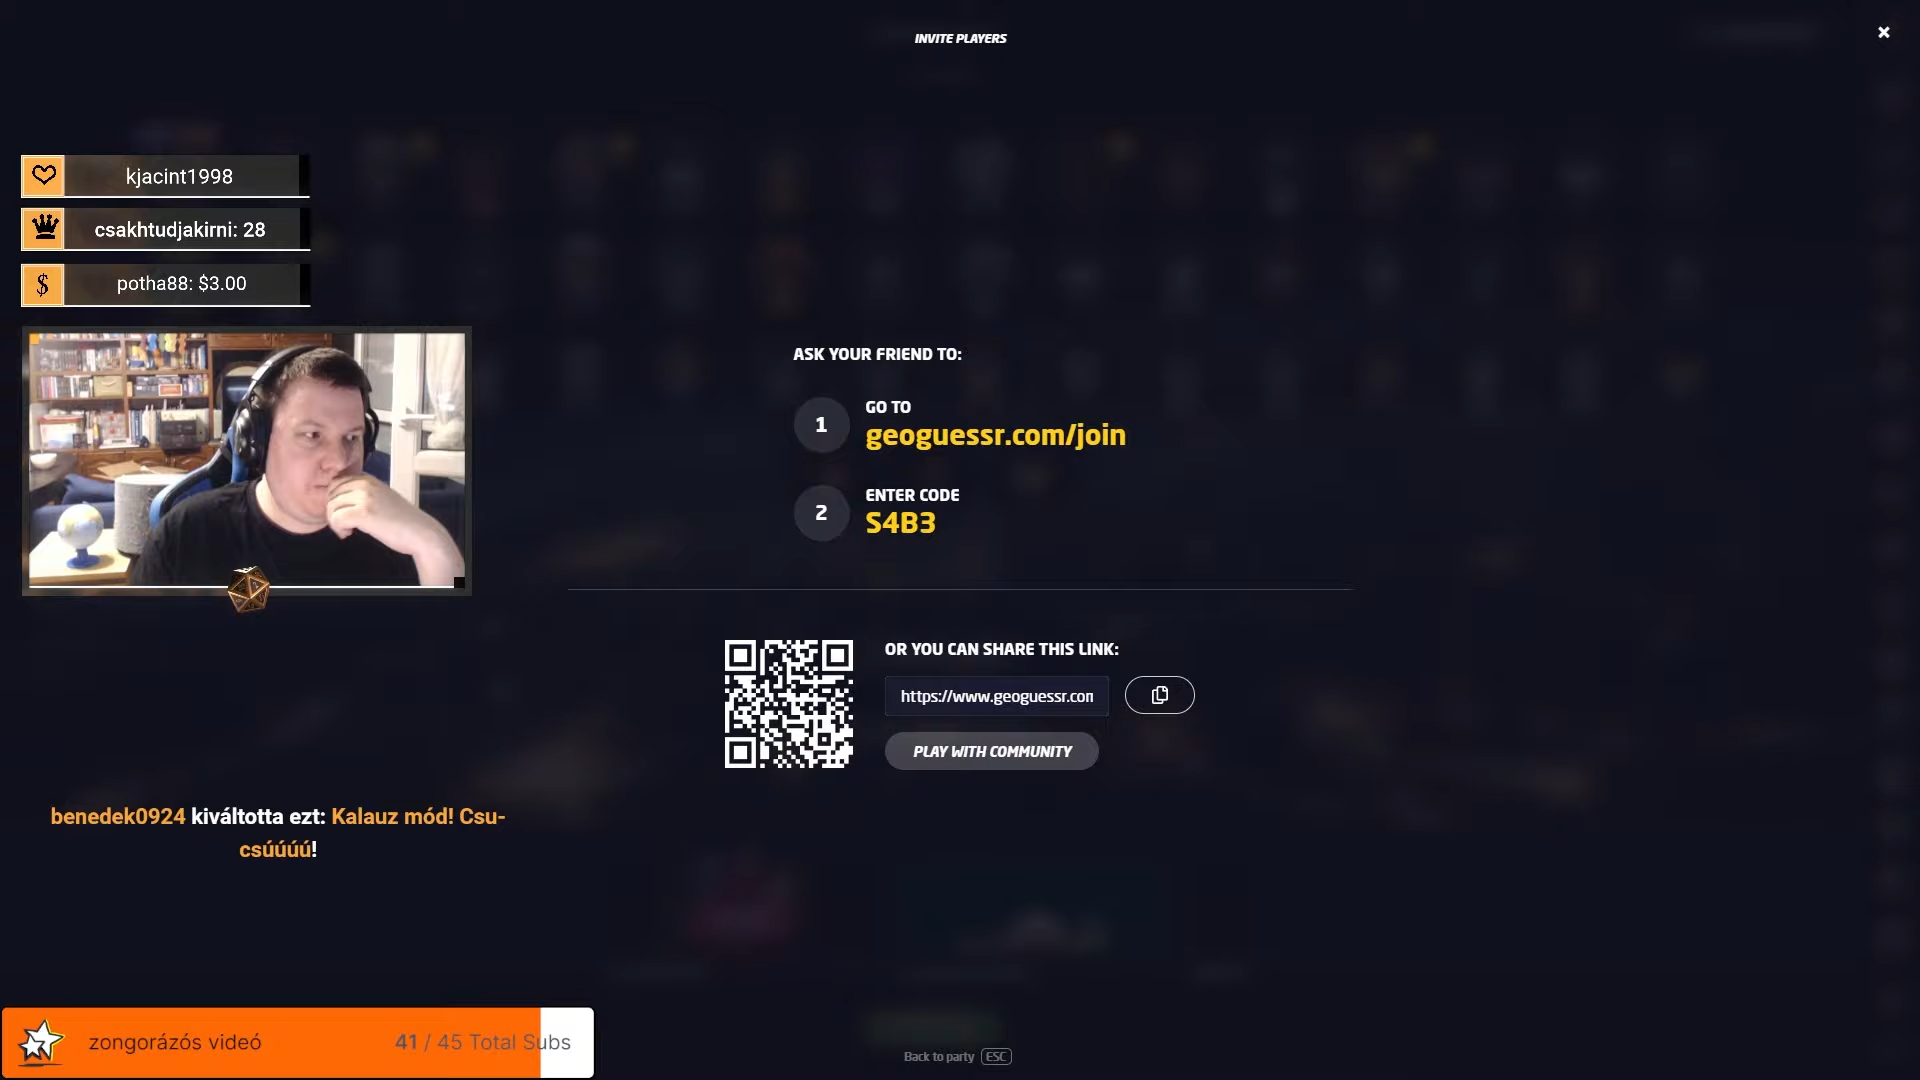 INVITE PLAYERS
kjacint1998
csakhtudjakirni: 28
potha88: $3.00
ASK YOUR FRIEND TO:
1
GO TO
geoguessr.com/join
2
ENTER CODE
S4B3
OR YOU CAN SHARE THIS LINK:
https://www.geoguessr.con
PLAY WITH COMMUNITY
benedek0924 kiváltotta ezt: Kalauz mód! Csu-
csúúúú!
zongorázós videó
41 / 45 Total Subs
Back to party ESC